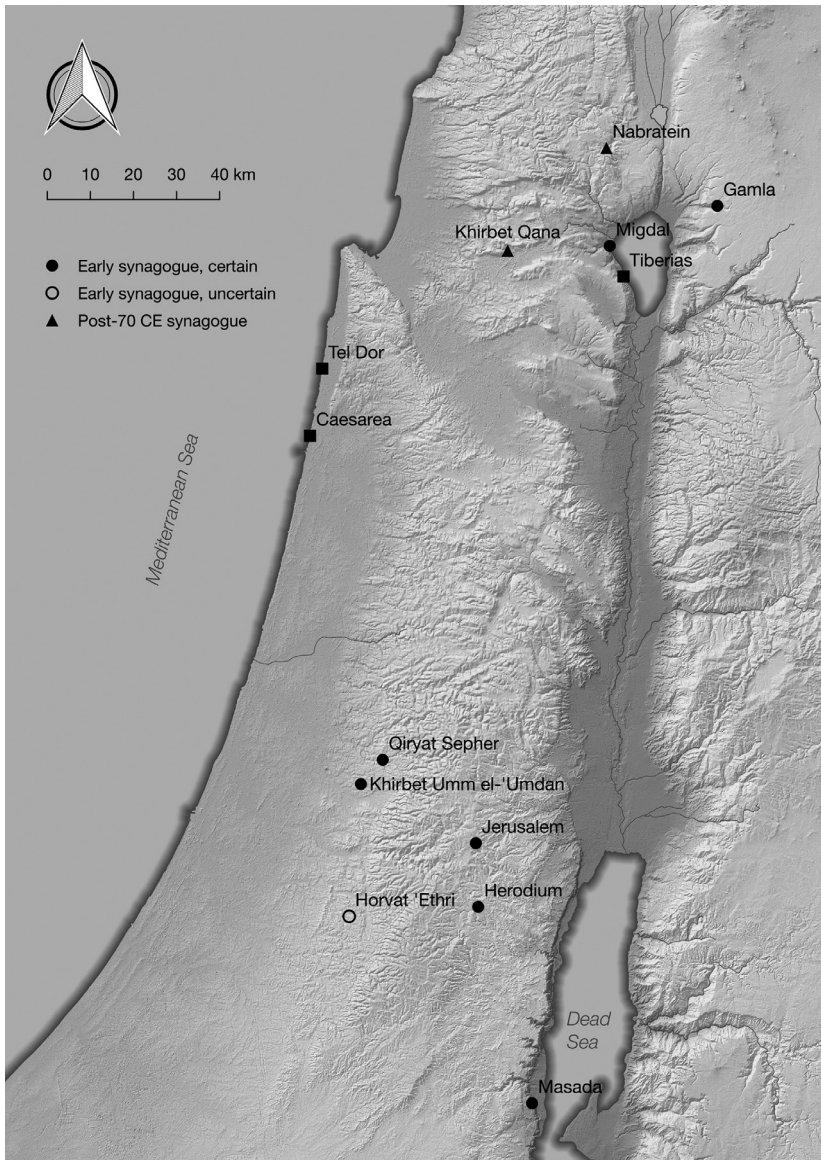 Nabratein
0 10 20 30 40 km
Gamla
Khirbet Qana
Migdal
Tiberias
Early synagogue, certain
Early synagogue, uncertain
Post-70 CE synagogue
Tel Dor
Caesarea
Mediterranean Sea
Qiryat Sepher
Khirbet Umm el-'Umdan
Jerusalem
Herodium
Horvat 'Ethri
Dead
Sea
Masada